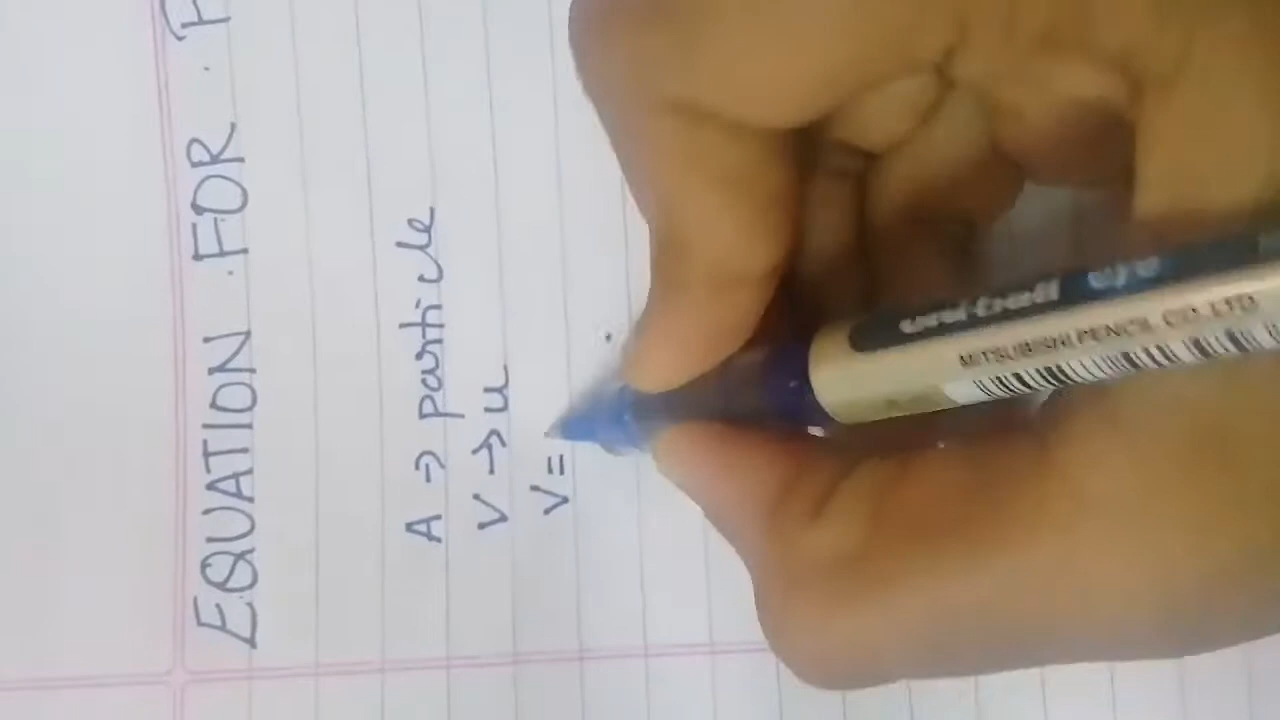 EQUATION FOR
A → particle
V → u
V =
uni-ball eye
MITSUBISHI PENCIL CO. LTD